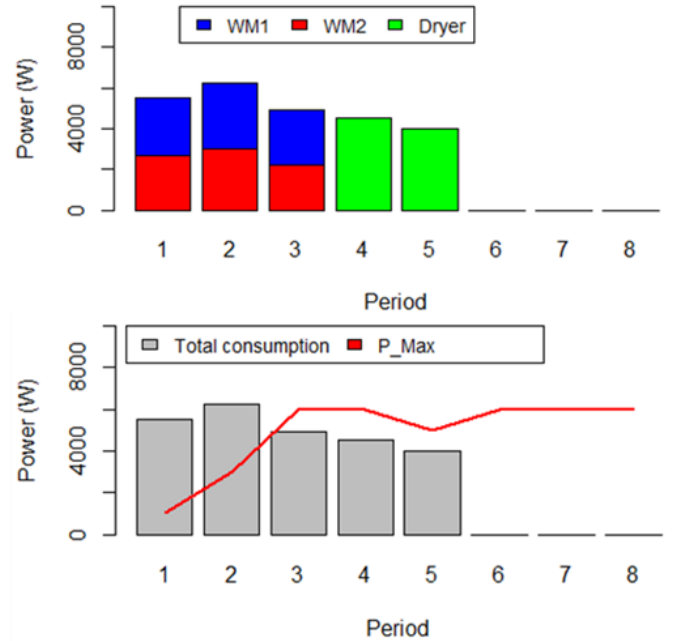 WM1 WM2 Dryer
Power (W)
8000
4000
0
1 2 3 4 5 6 7 8
Period
Total consumption P_Max
Power (W)
8000
4000
0
1 2 3 4 5 6 7 8
Period